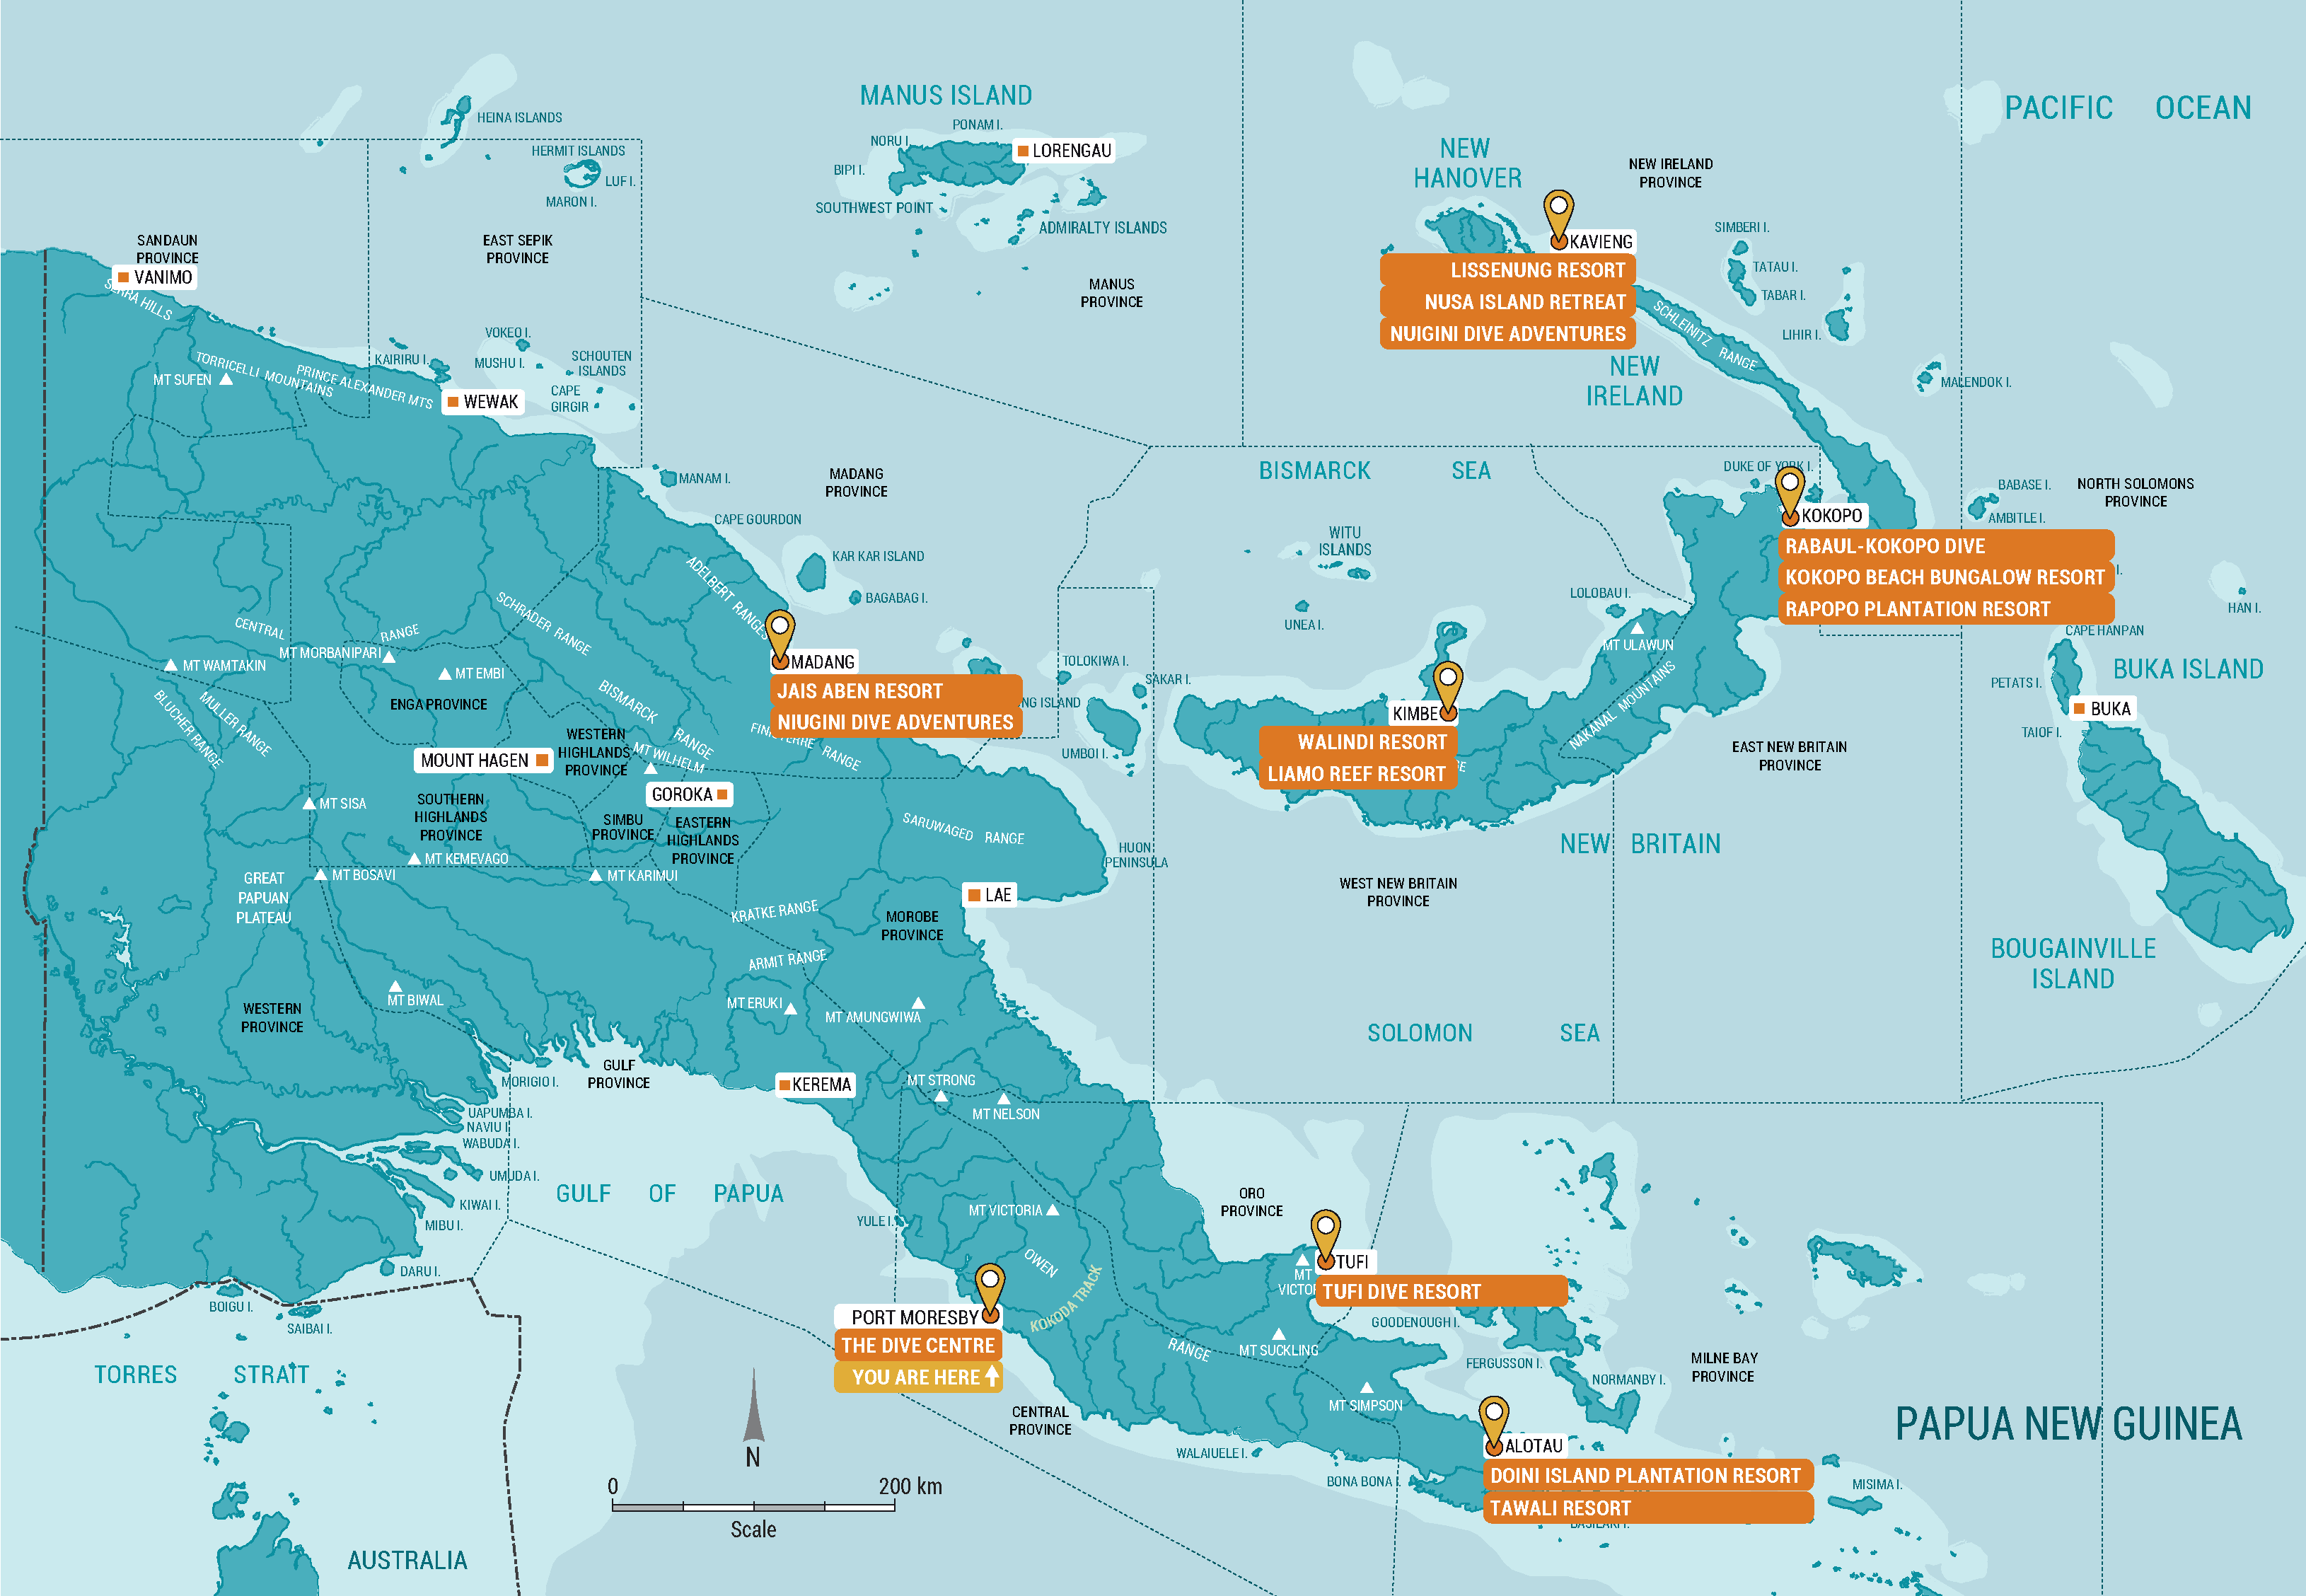 MANUS ISLAND
PACIFIC OCEAN
HEINA ISLANDS
PONAM I.
NORU I.
LORENGAU
HERMIT ISLANDS
BIPI I.
LUF I.
MARON I.
SOUTHWEST POINT
ADMIRALTY ISLANDS
NEW
HANOVER
NEW IRELAND
PROVINCE
SANDAUN
PROVINCE
VANIMO
EAST SEPIK
PROVINCE
MANUS
PROVINCE
KAVIENG
LISSENUNG RESORT
NUSA ISLAND RETREAT
NUIGINI DIVE ADVENTURES
SIMBERI I.
TATAU I.
TABAR I.
LIHIR I.
SCHLEINITZ RANGE
NEW
IRELAND
MALENDOK I.
SERRA HILLS
TORRICELLI MOUNTAINS
PRINCE ALEXANDER MTS
MT SUFEN
KAIRIRU I.
VOKEO I.
MUSHU I.
SCHOUTEN
ISLANDS
CAPE
GIRGIR
WEWAK
MANAM I.
MADANG
PROVINCE
CAPE GOURDON
KAR KAR ISLAND
BAGABAG I.
BISMARCK SEA
DUKE OF YORK I.
KOKOPO
RABAUL-KOKOPO DIVE
KOKOPO BEACH BUNGALOW RESORT
I.
RAPOPO PLANTATION RESORT
BABASE I.
AMBITLE I.
NORTH SOLOMONS
PROVINCE
WITU
ISLANDS
UNEA I.
LOLOBAU I.
MT ULAWUN
HAN I.
CAPE HANPAN
BUKA ISLAND
PETATS I.
BUKA
TAIOF I.
ADELBERT RANGES
SCHRADER RANGE
CENTRAL RANGE
MT WAMTAKIN
MT MORBANIPARI
MT EMBI
ENGA PROVINCE
MADANG
JAIS ABEN RESORT
NIUGINI DIVE ADVENTURES
NG ISLAND
TOLOKIWA I.
SAKAR I.
UMBOI I.
KIMBE
WALINDI RESORT
LIAMO REEF RESORT
GE
NAKANAI MOUNTAINS
EAST NEW BRITAIN
PROVINCE
BLUCHER RANGE
MULLER RANGE
BISMARCK RANGE
FINISTERRE RANGE
MOUNT HAGEN
WESTERN
HIGHLANDS
PROVINCE
MT WILHELM
GOROKA
MT SISA
SOUTHERN
HIGHLANDS
PROVINCE
SIMBU
PROVINCE
EASTERN
HIGHLANDS
PROVINCE
SARUWAGED RANGE
HUON
PENINSULA
NEW BRITAIN
WEST NEW BRITAIN
PROVINCE
MT KEMEVAGO
MT BOSAVI
MT KARIMUI
GREAT
PAPUAN
PLATEAU
LAE
KRATKE RANGE
MOROBE
PROVINCE
ARMIT RANGE
BOUGAINVILLE
ISLAND
WESTERN
PROVINCE
MT BIWAL
MT ERUKI
MT AMUNGWIWA
SOLOMON SEA
GULF
PROVINCE
MORIGIO I.
KEREMA
MT STRONG
MT NELSON
UAPUMBA I.
NAVIU I.
WABUDA I.
UMUDA I.
KIWAI I.
MIBU I.
GULF OF PAPUA
YULE I.
MT VICTORIA
ORO
PROVINCE
OWEN
RANGE
KOKODA TRACK
DARU I.
BOIGU I.
SAIBAI I.
TUFI
MT
VICTO
TUFI DIVE RESORT
GOODENOUGH I.
PORT MORESBY
THE DIVE CENTRE
YOU ARE HERE
MT SUCKLING
FERGUSSON I.
NORMANBY I.
MILNE BAY
PROVINCE
MT SIMPSON
TORRES STRAIT
CENTRAL
PROVINCE
WALAIUELE I.
ALOTAU
BONA BONA I.
DOINI ISLAND PLANTATION RESORT
TAWALI RESORT
MISIMA I.
PAPUA NEW GUINEA
N
0 200 km
Scale
AUSTRALIA